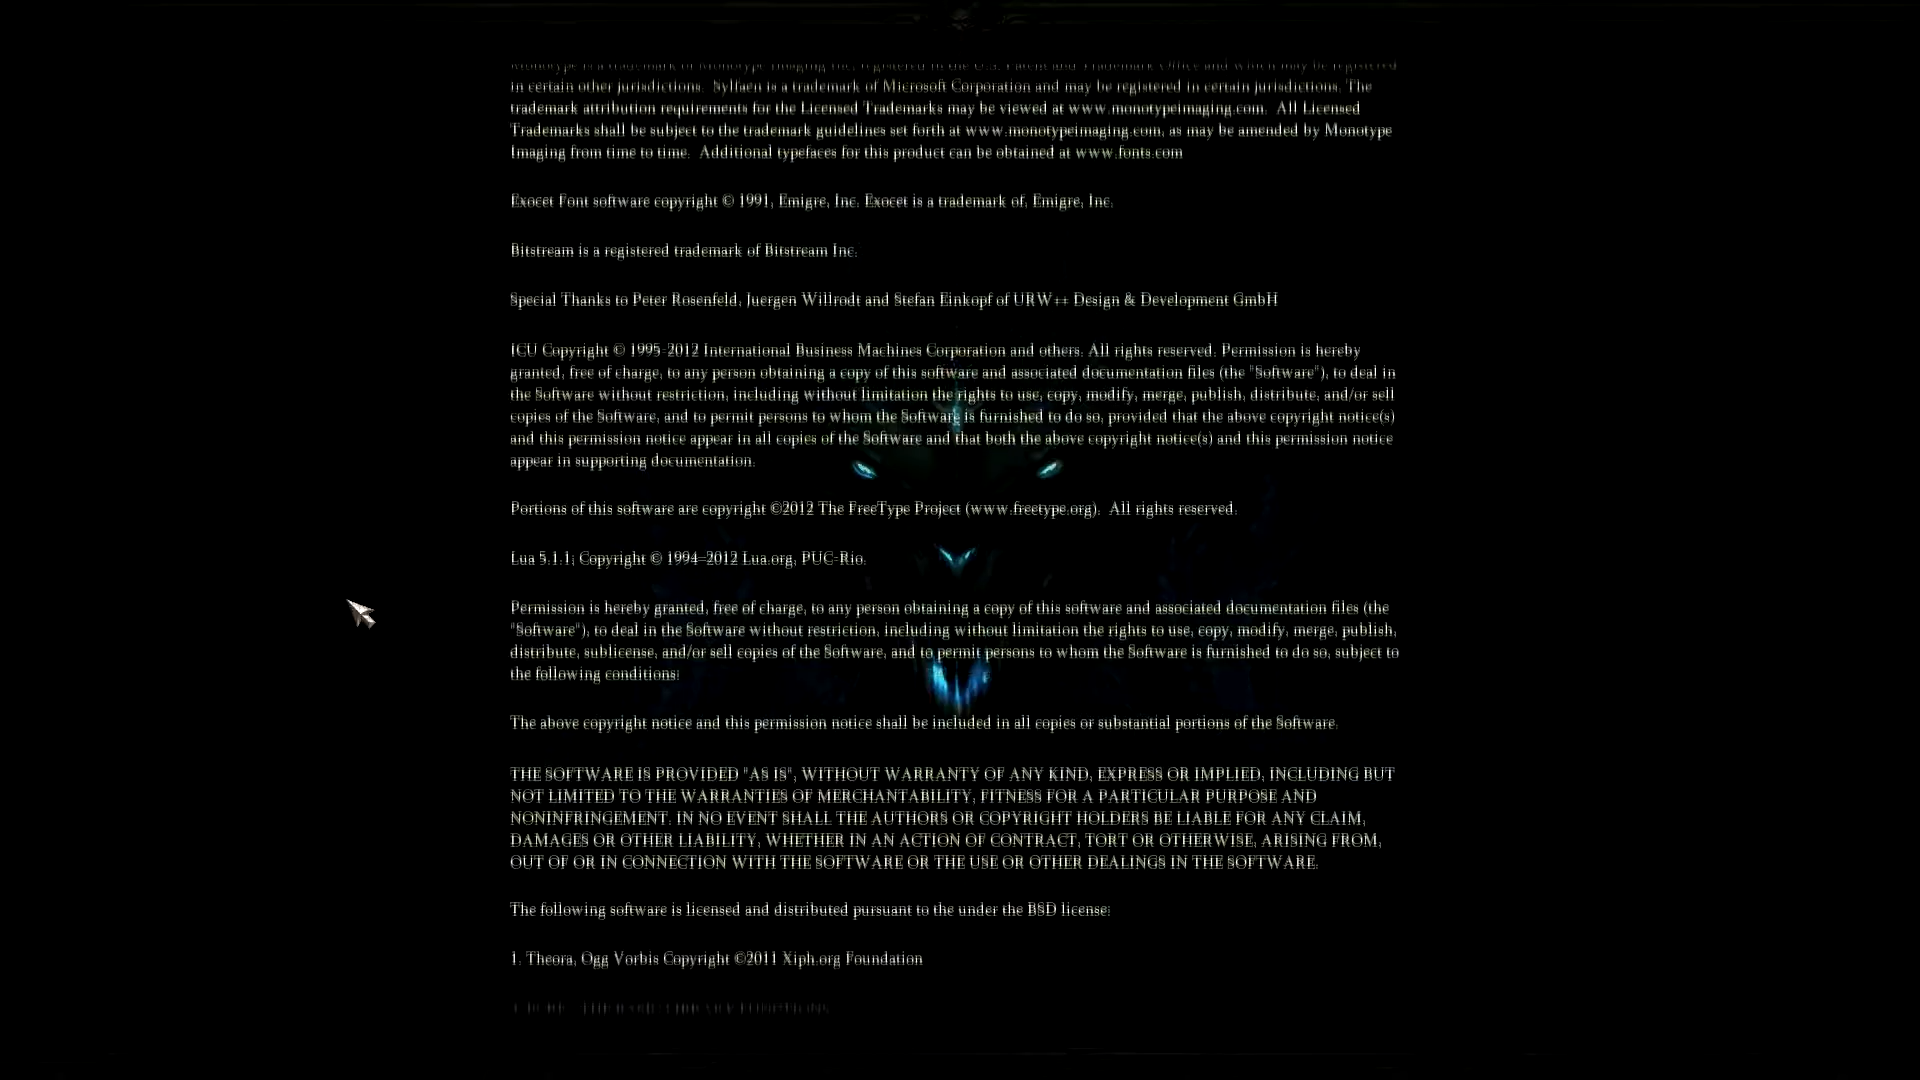 Monotype is a trademark of Monotype Imaging Inc. registered in the U.S. Patent and Trademark Office and which may be registered
in certain other jurisdictions.  Sylfaen is a trademark of Microsoft Corporation and may be registered in certain jurisdictions. The
trademark attribution requirements for the Licensed Trademarks may be viewed at www.monotypeimaging.com.  All Licensed
Trademarks shall be subject to the trademark guidelines set forth at www.monotypeimaging.com, as may be amended by Monotype
Imaging from time to time.  Additional typefaces for this product can be obtained at www.fonts.com
Exocet Font software copyright © 1991, Emigre, Inc. Exocet is a trademark of, Emigre, Inc.
Bitstream is a registered trademark of Bitstream Inc.
Special Thanks to Peter Rosenfeld, Juergen Willrodt and Stefan Einkopf of URW++ Design & Development GmbH
ICU Copyright © 1995-2012 International Business Machines Corporation and others. All rights reserved. Permission is hereby
granted, free of charge, to any person obtaining a copy of this software and associated documentation files (the "Software"), to deal in
the Software without restriction, including without limitation the rights to use, copy, modify, merge, publish, distribute, and/or sell
copies of the Software, and to permit persons to whom the Software is furnished to do so, provided that the above copyright notice(s)
and this permission notice appear in all copies of the Software and that both the above copyright notice(s) and this permission notice
appear in supporting documentation.
Portions of this software are copyright ©2012 The FreeType Project (www.freetype.org).  All rights reserved.
Lua 5.1.1; Copyright © 1994–2012 Lua.org, PUC-Rio.
Permission is hereby granted, free of charge, to any person obtaining a copy of this software and associated documentation files (the
"Software"), to deal in the Software without restriction, including without limitation the rights to use, copy, modify, merge, publish,
distribute, sublicense, and/or sell copies of the Software, and to permit persons to whom the Software is furnished to do so, subject to
the following conditions:
The above copyright notice and this permission notice shall be included in all copies or substantial portions of the Software.
THE SOFTWARE IS PROVIDED "AS IS", WITHOUT WARRANTY OF ANY KIND, EXPRESS OR IMPLIED, INCLUDING BUT
NOT LIMITED TO THE WARRANTIES OF MERCHANTABILITY, FITNESS FOR A PARTICULAR PURPOSE AND
NONINFRINGEMENT. IN NO EVENT SHALL THE AUTHORS OR COPYRIGHT HOLDERS BE LIABLE FOR ANY CLAIM,
DAMAGES OR OTHER LIABILITY, WHETHER IN AN ACTION OF CONTRACT, TORT OR OTHERWISE, ARISING FROM,
OUT OF OR IN CONNECTION WITH THE SOFTWARE OR THE USE OR OTHER DEALINGS IN THE SOFTWARE.
The following software is licensed and distributed pursuant to the under the BSD license:
1. Theora, Ogg Vorbis Copyright ©2011 Xiph.org Foundation